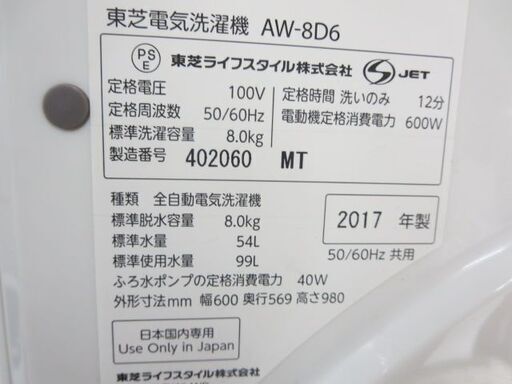 東芝電気洗濯機 AW-8D6
PS
E
東芝ライフスタイル株式会社 JET
定格電圧 100V
定格周波数 50/60Hz
標準洗濯容量 8.0kg
製造番号 402060 MT
定格時間 洗いのみ 12分
電動機定格消費電力 600W
種類 全自動電気洗濯機
標準脱水容量 8.0kg
標準水量 54L
標準使用水量 99L
2017 年製
50/60Hz 共用
ふろ水ポンプの定格消費電力 40W
外形寸法mm 幅600 奥行569 高さ980
日本国内専用
Use Only in Japan
東芝ライフスタイル株式会社